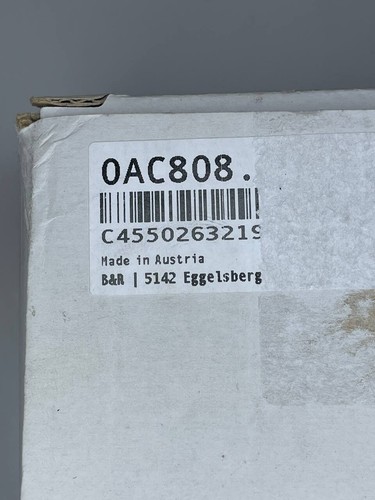 0AC808.
C4550263219
Made in Austria
B&R | 5142 Eggelsberg